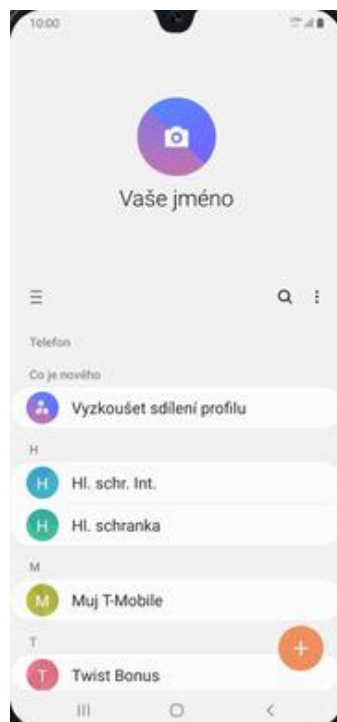 10:00
Vaše jméno
Telefon
Co je nového
Vyzkoušet sdílení profilu
H
H Hl. schr. Int.
H Hl. schranka
M
M Muj T-Mobile
T
T Twist Bonus